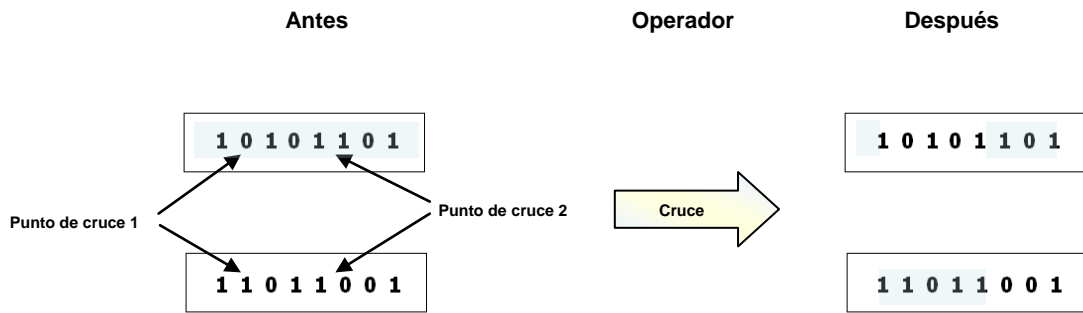 Antes Operador Después
1 0 1 0 1 1 0 1 1 0 1 0 1 1 0 1
Punto de cruce 1 Punto de cruce 2 Cruce
1 1 0 1 1 0 0 1 1 1 0 1 1 0 0 1